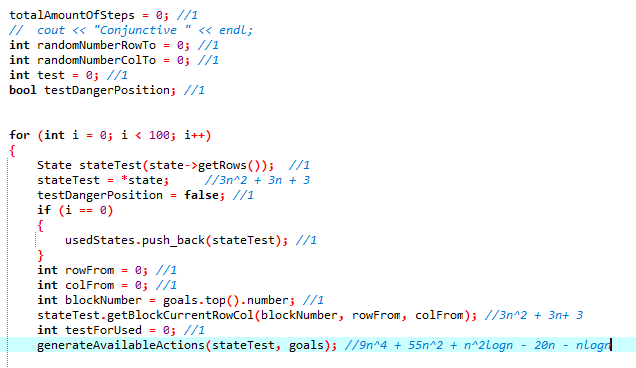 totalAmountOfSteps = 0; //1
//  cout << "Conjunctive " << endl;
int randomNumberRowTo = 0; //1
int randomNumberColTo = 0; //1
int test = 0; //1
bool testDangerPosition; //1
for (int i = 0; i < 100; i++)
{
State stateTest(state->getRows());  //1
stateTest = *state;     //3n^2 + 3n + 3
testDangerPosition = false; //1
if (i == 0)
{
usedStates.push_back(stateTest); //1
}
int rowFrom = 0; //1
int colFrom = 0; //1
int blockNumber = goals.top().number; //1
stateTest.getBlockCurrentRowCol(blockNumber, rowFrom, colFrom); //3n^2 + 3n+ 3
int testForUsed = 0; //1
generateAvailableActions(stateTest, goals); //9n^4 + 55n^2 + n^2logn - 20n - nlogn